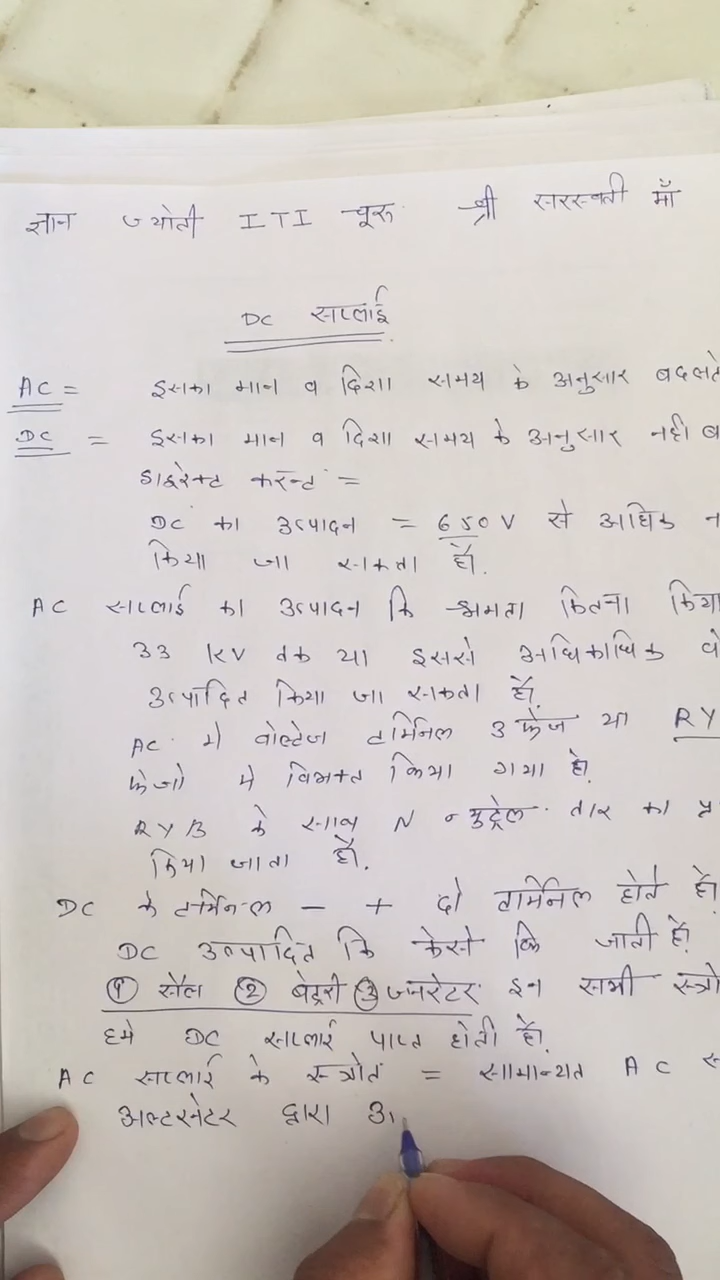 ज्ञान ज्योती ITI चूरू श्री सरस्वती माँ
DC सप्लाई
AC = इसका मान व दिशा समय के अनुसार बदलते
DC = इसका मान व दिशा समय के अनुसार नही ब
डाइरेक्ट करन्ट =
DC का उत्पादन = 650V से अधिक न
किया जा सकता है.
AC सप्लाई का उत्पादन कि क्षमता कितना किया
33 KV तक या इससे अधिकाधिक वो
उत्पादित किया जा सकता है.
AC मे वोल्टेज टर्मिनल 3 फेज या RY
फेजो मे विभक्त किया गया है.
RYB के साथ N न्युट्रेल तार का प्र
किया जाता है.
DC के टर्मिनल - + दो टर्मिनल होते है।
DC उत्पादित कि केसे कि जाती है।
① सैल ② बेट्री ③ जनरेटर इन सभी स्त्रो
हमे DC सप्लाई प्राप्त होती है.
AC सप्लाई के स्त्रोत = सामान्यत AC स
अल्टरनेटर द्वारा उ